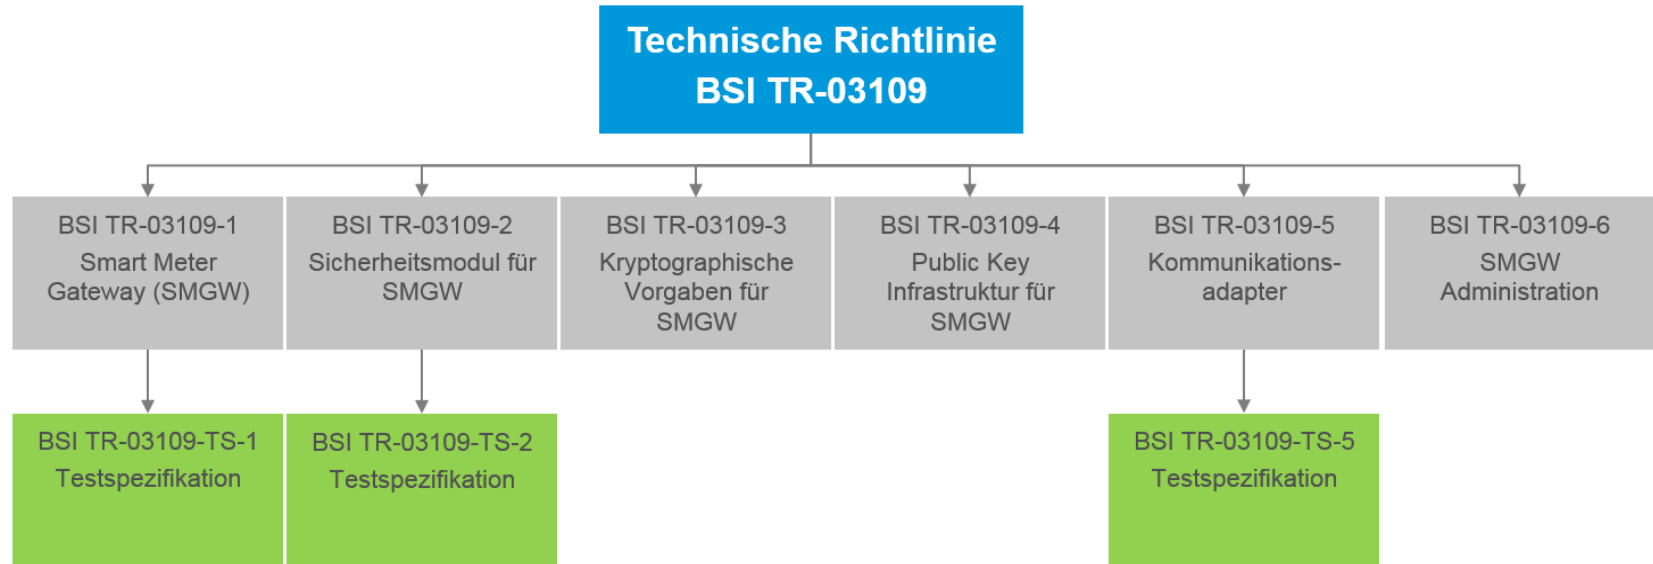 Technische Richtlinie
BSI TR-03109
BSI TR-03109-1
Smart Meter
Gateway (SMGW)
BSI TR-03109-2
Sicherheitsmodul für
SMGW
BSI TR-03109-3
Kryptographische
Vorgaben für
SMGW
BSI TR-03109-4
Public Key
Infrastruktur für
SMGW
BSI TR-03109-5
Kommunikations-
adapter
BSI TR-03109-6
SMGW
Administration
BSI TR-03109-TS-1
Testspezifikation
BSI TR-03109-TS-2
Testspezifikation
BSI TR-03109-TS-5
Testspezifikation